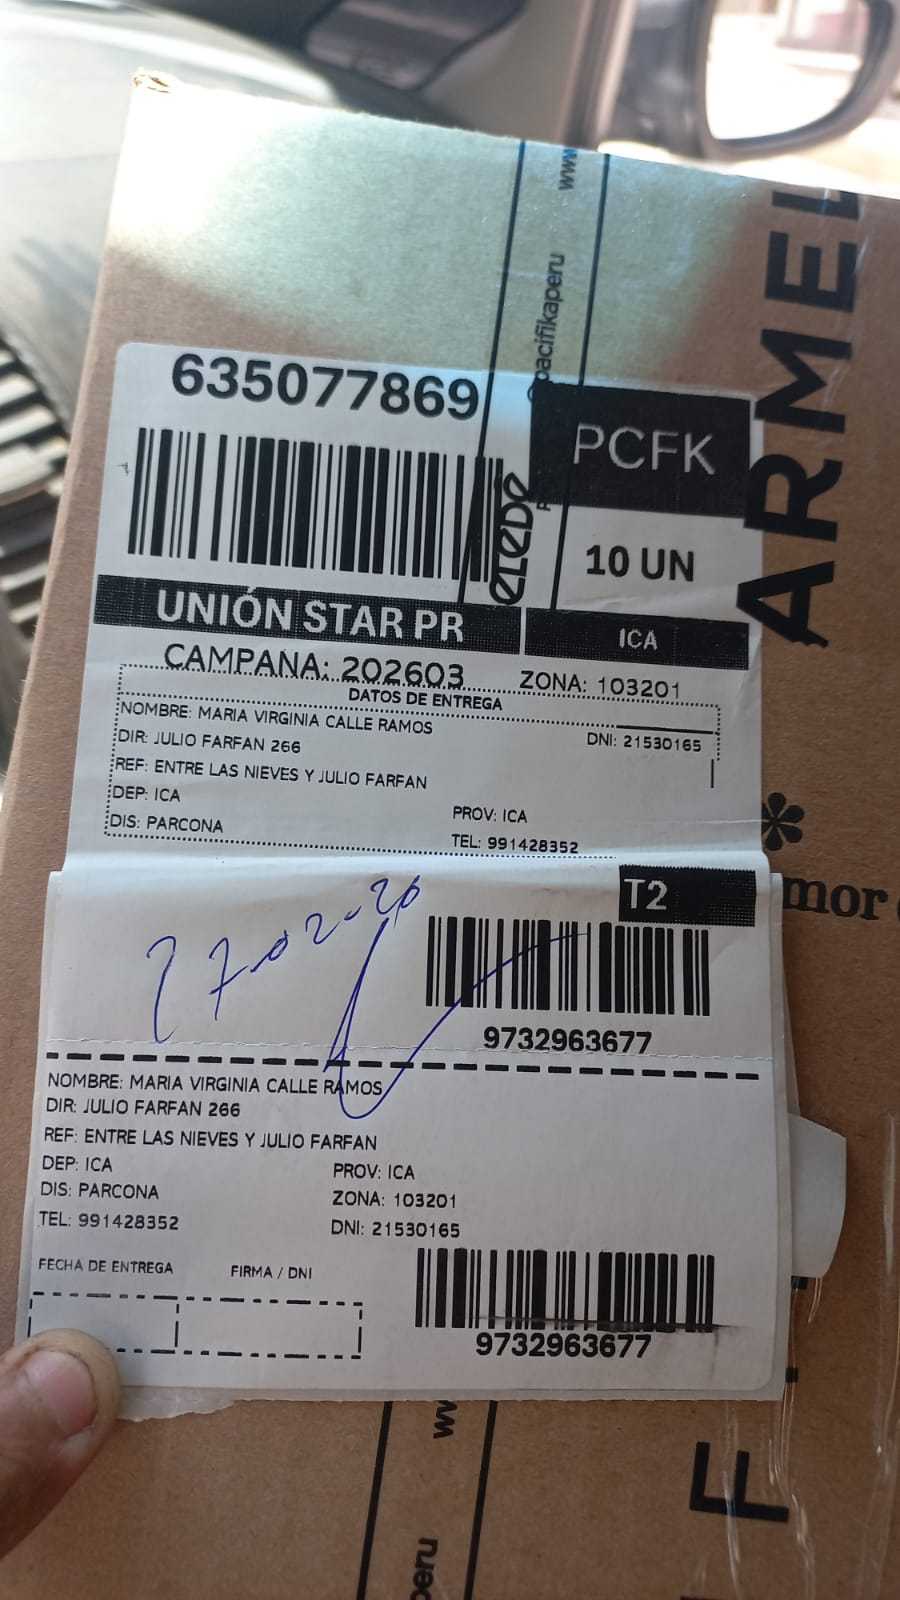 www
@pacifikaperu
ARMEL
635077869
PCFK
10 UN
UNIÓN STAR PR
ICA
CAMPANA: 202603
ZONA: 103201
DATOS DE ENTREGA
NOMBRE: MARIA VIRGINIA CALLE RAMOS
DNI: 21530165
DIR: JULIO FARFAN 266
REF: ENTRE LAS NIEVES Y JULIO FARFAN
DEP: ICA
PROV: ICA
DIS: PARCONA
TEL: 991428352
T2
mor
27-02-26
9732963677
NOMBRE: MARIA VIRGINIA CALLE RAMOS
DIR: JULIO FARFAN 266
REF: ENTRE LAS NIEVES Y JULIO FARFAN
DEP: ICA
PROV: ICA
DIS: PARCONA
ZONA: 103201
TEL: 991428352
DNI: 21530165
FECHA DE ENTREGA
FIRMA / DNI
9732963677